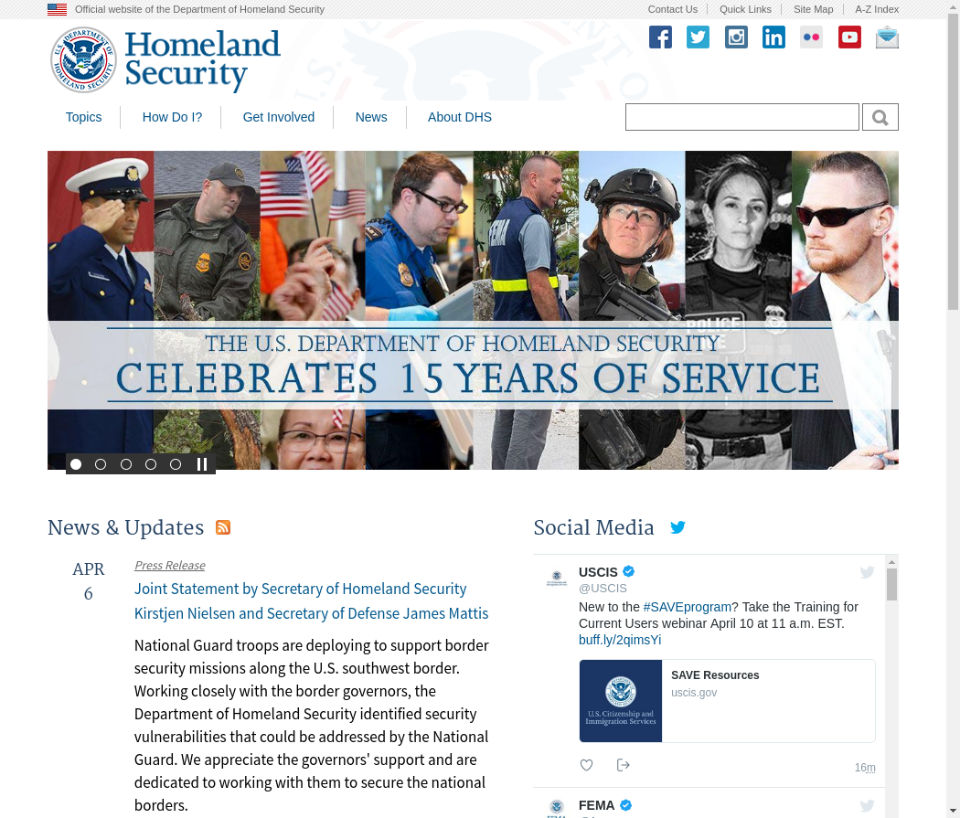 Official website of the Department of Homeland Security
Contact Us
Quick Links
Site Map
A-Z Index
U.S. DEPARTMENT OF
HOMELAND SECURITY
Homeland
Security
Topics
How Do I?
Get Involved
News
About DHS
FEMA
POLICE
THE U.S. DEPARTMENT OF HOMELAND SECURITY
CELEBRATES 15 YEARS OF SERVICE
News & Updates
APR
6
Press Release
Joint Statement by Secretary of Homeland Security
Kirstjen Nielsen and Secretary of Defense James Mattis
National Guard troops are deploying to support border
security missions along the U.S. southwest border.
Working closely with the border governors, the
Department of Homeland Security identified security
vulnerabilities that could be addressed by the National
Guard. We appreciate the governors' support and are
dedicated to working with them to secure the national
borders.
Social Media
USCIS
@USCIS
New to the #SAVEprogram? Take the Training for
Current Users webinar April 10 at 11 a.m. EST.
buff.ly/2qimsYi
U.S. Citizenship and
Immigration Services
SAVE Resources
uscis.gov
16m
FEMA